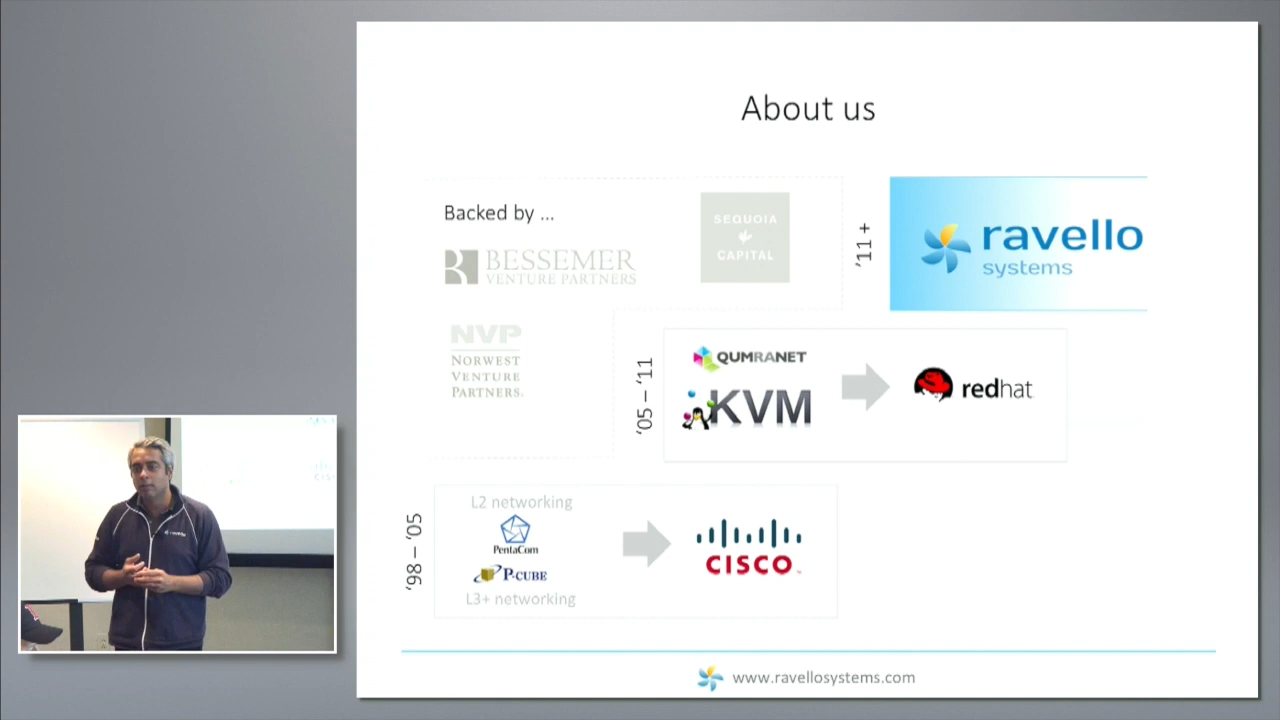 About us
Backed by ...
BESSEMER
VENTURE PARTNERS
SEQUOIA
CAPITAL
'11 +
ravello
systems
NVP
NORWEST
VENTURE
PARTNERS.
'05 – '11
QUMRANET
KVM
redhat
'98 – '05
L2 networking
PentaCom
P-CUBE
L3+ networking
CISCO
www.ravellosystems.com